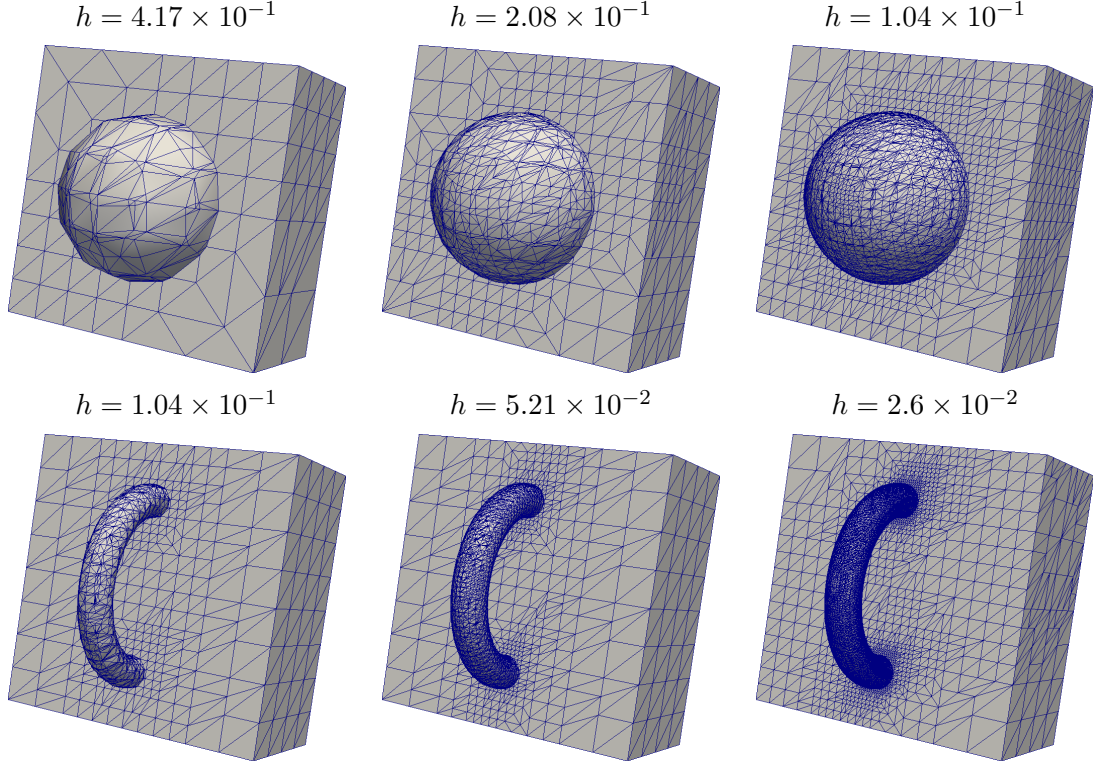 h = 4.17 × 10⁻¹
h = 2.08 × 10⁻¹
h = 1.04 × 10⁻¹
h = 1.04 × 10⁻¹
h = 5.21 × 10⁻²
h = 2.6 × 10⁻²